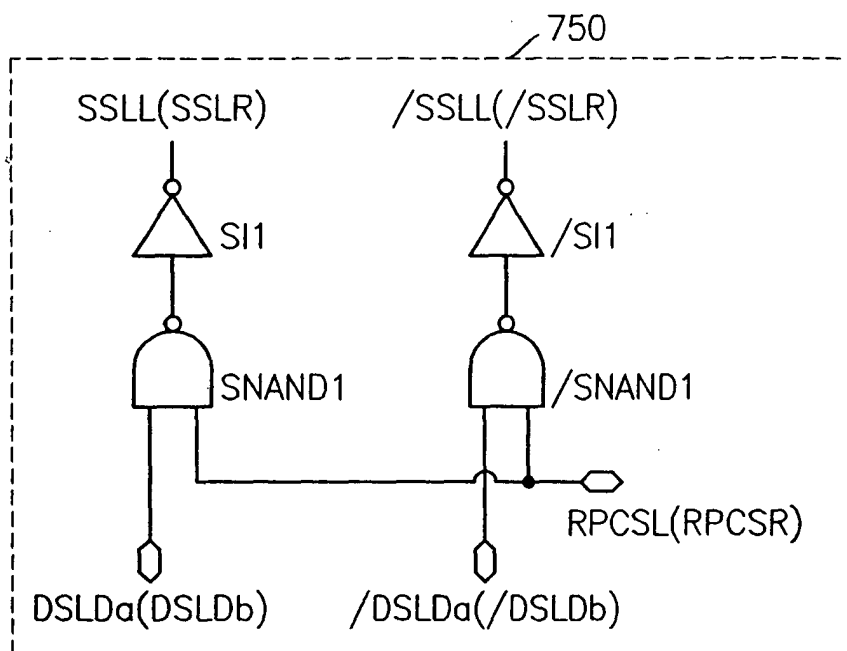 750
SSLL(SSLR) /SSLL(/SSLR)
SI1 /SI1
SNAND1 /SNAND1
RPCSL(RPCSR)
DSLDa(DSLDb) /DSLDa(/DSLDb)